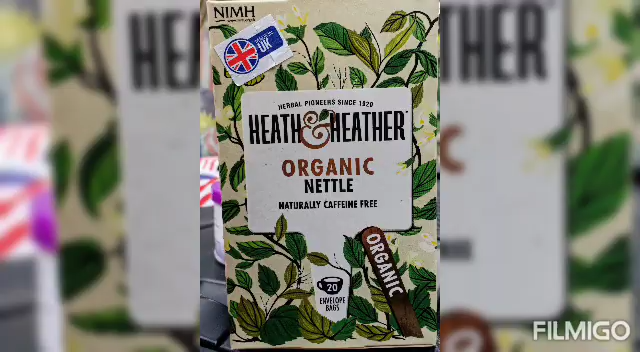 NIMH
UK
HERBAL PIONEERS SINCE 1920
HEATH & HEATHER
ORGANIC
NETTLE
NATURALLY CAFFEINE FREE
ORGANIC
20
ENVELOPE
BAGS
FILMIGO